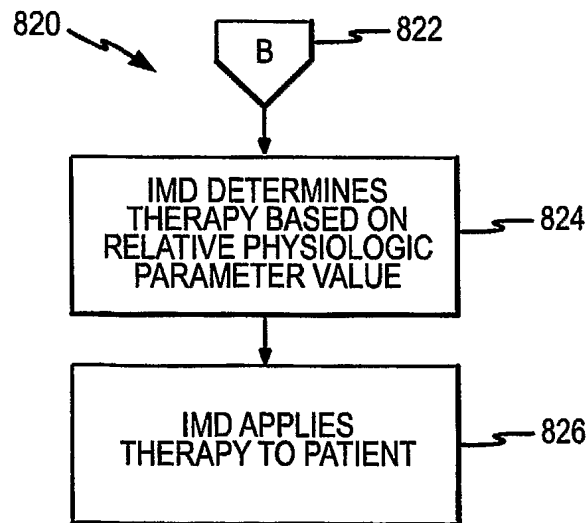 820
B
822
IMD DETERMINES
THERAPY BASED ON
RELATIVE PHYSIOLOGIC
PARAMETER VALUE
824
IMD APPLIES
THERAPY TO PATIENT
826